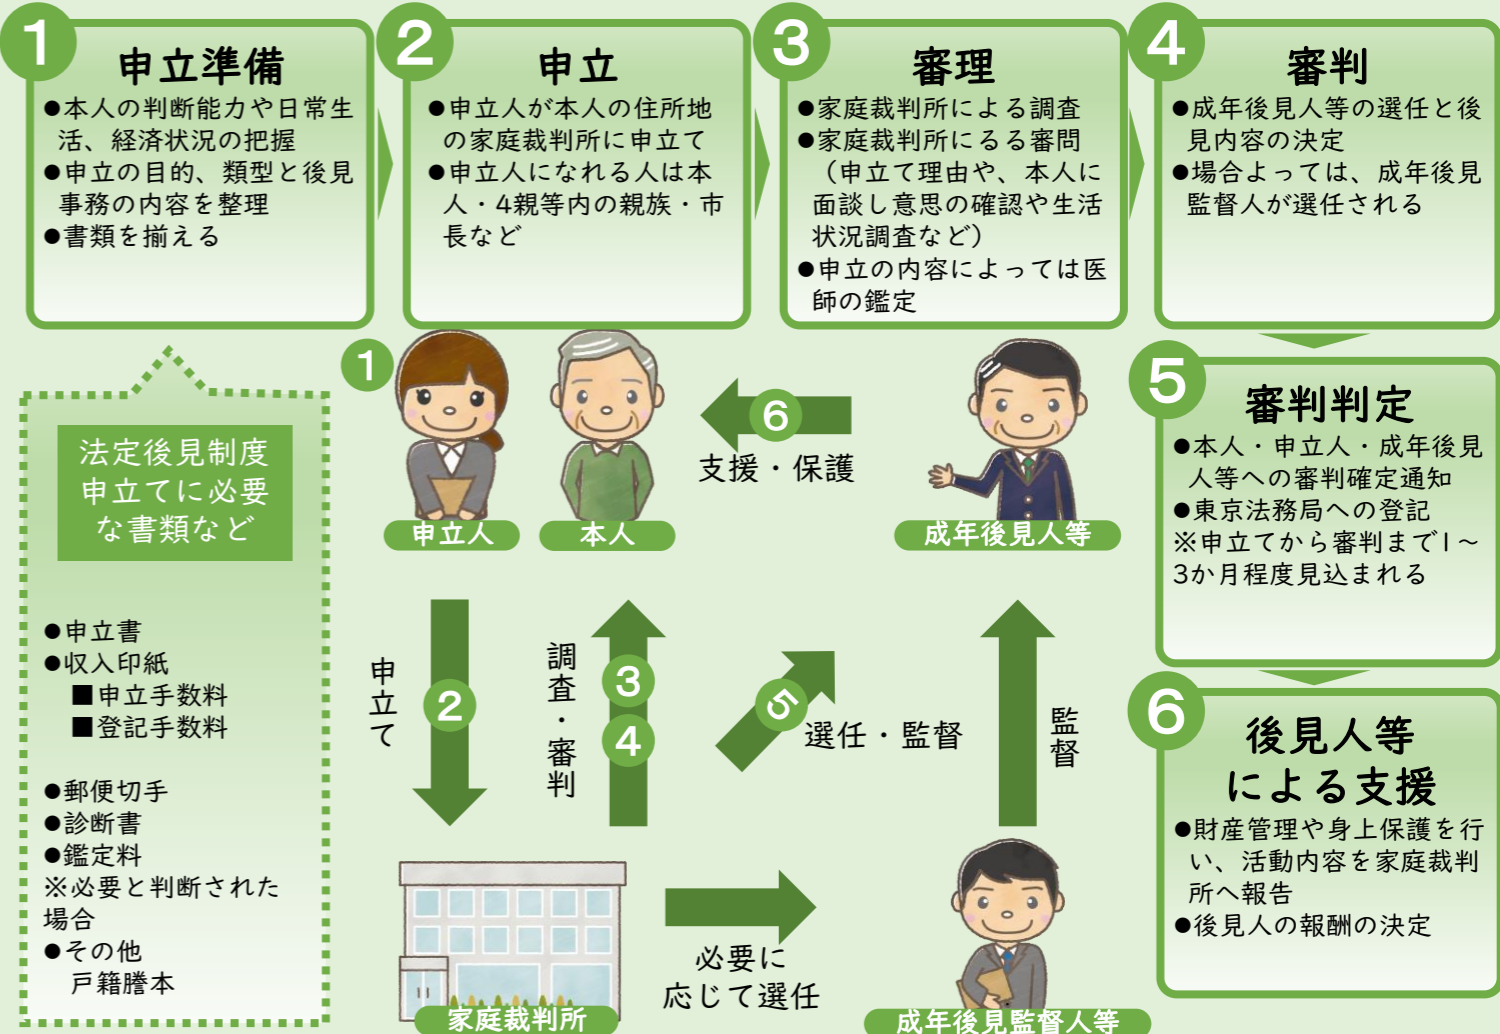 1
申立準備
●本人の判断能力や日常生
活、経済状況の把握
●申立の目的、類型と後見
事務の内容を整理
●書類を揃える
2
申立
●申立人が本人の住所地
の家庭裁判所に申立て
●申立人になれる人は本
人・4親等内の親族・市
長など
3
審理
●家庭裁判所による調査
●家庭裁判所にるる審問
(申立て理由や、本人に
面談し意思の確認や生活
状況調査など)
●申立の内容によっては医
師の鑑定
4
審判
●成年後見人等の選任と後
見内容の決定
●場合よっては、成年後見
監督人が選任される
5
審判判定
●本人・申立人・成年後見
人等への審判確定通知
●東京法務局への登記
※申立てから審判まで1~
3か月程度見込まれる
6
後見人等
による支援
●財産管理や身上保護を行
い、活動内容を家庭裁判
所へ報告
●後見人の報酬の決定
法定後見制度
申立てに必要
な書類など
●申立書
●収入印紙
■申立手数料
■登記手数料
●郵便切手
●診断書
●鑑定料
※必要と判断された
場合
●その他
戸籍謄本
1
申立人
本人
6
支援・保護
成年後見人等
申立て
2
調査・審判
3
4
5
選任・監督
監督
家庭裁判所
必要に
応じて選任
成年後見監督人等